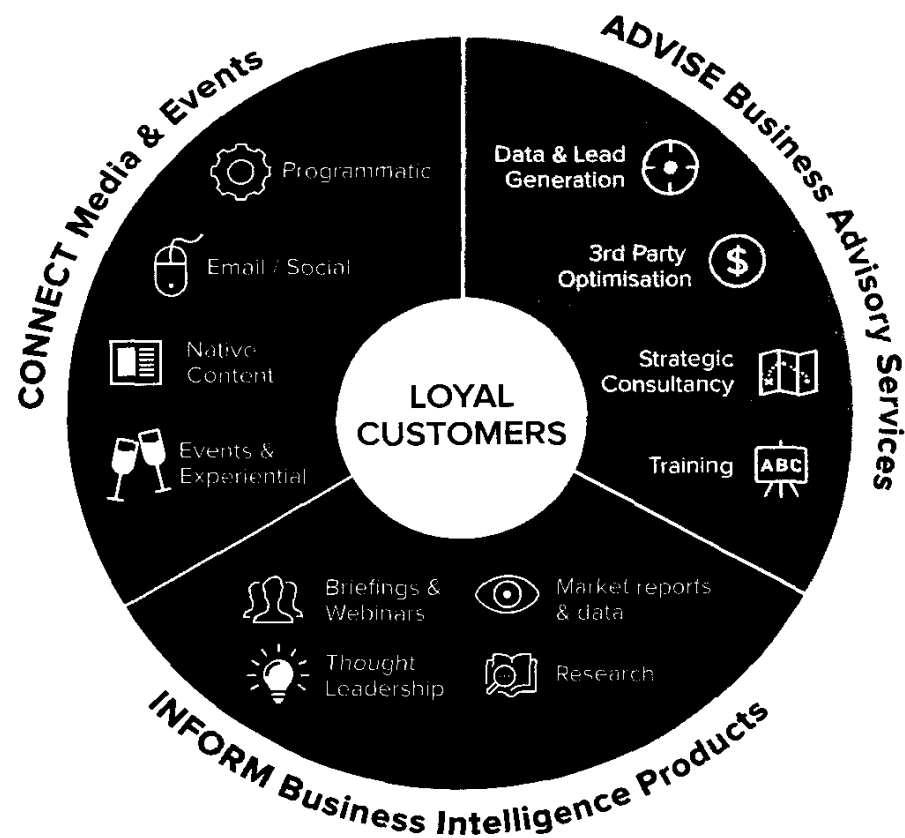 CONNECT Media & Events
Programmatic
Email / Social
Native
Content
Events &
Experiential
ADVISE Business Advisory Services
Data & Lead
Generation
3rd Party
Optimisation
$
Strategic
Consultancy
Training
ABC
LOYAL
CUSTOMERS
Briefings &
Webinars
Market reports
& data
Thought
Leadership
Research
INFORM Business Intelligence Products